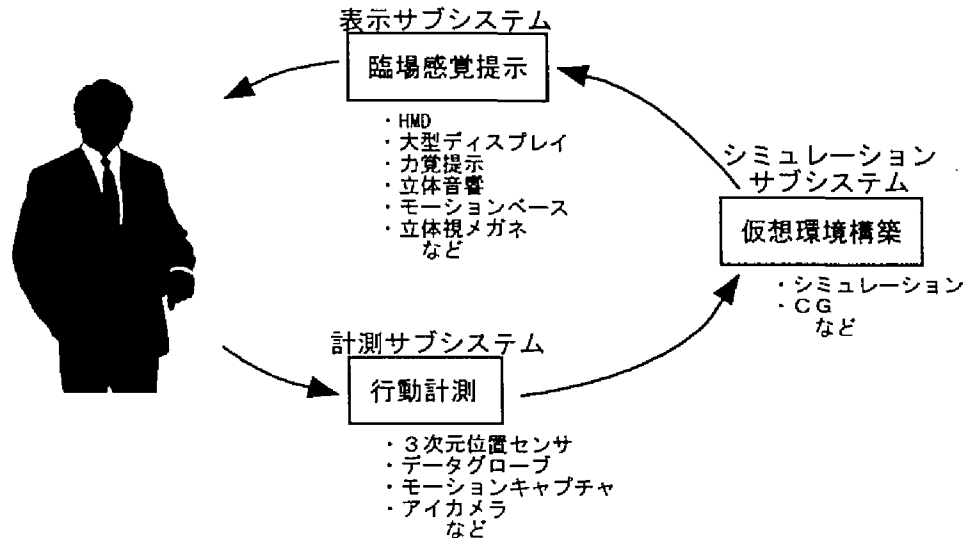 表示サブシステム
臨場感覚提示
・HMD
・大型ディスプレイ
・力覚提示
・立体音響
・モーションベース
・立体視メガネ
など
シミュレーション
サブシステム
仮想環境構築
・シミュレーション
・ＣＧ
など
計測サブシステム
行動計測
・３次元位置センサ
・データグローブ
・モーションキャプチャ
・アイカメラ
など